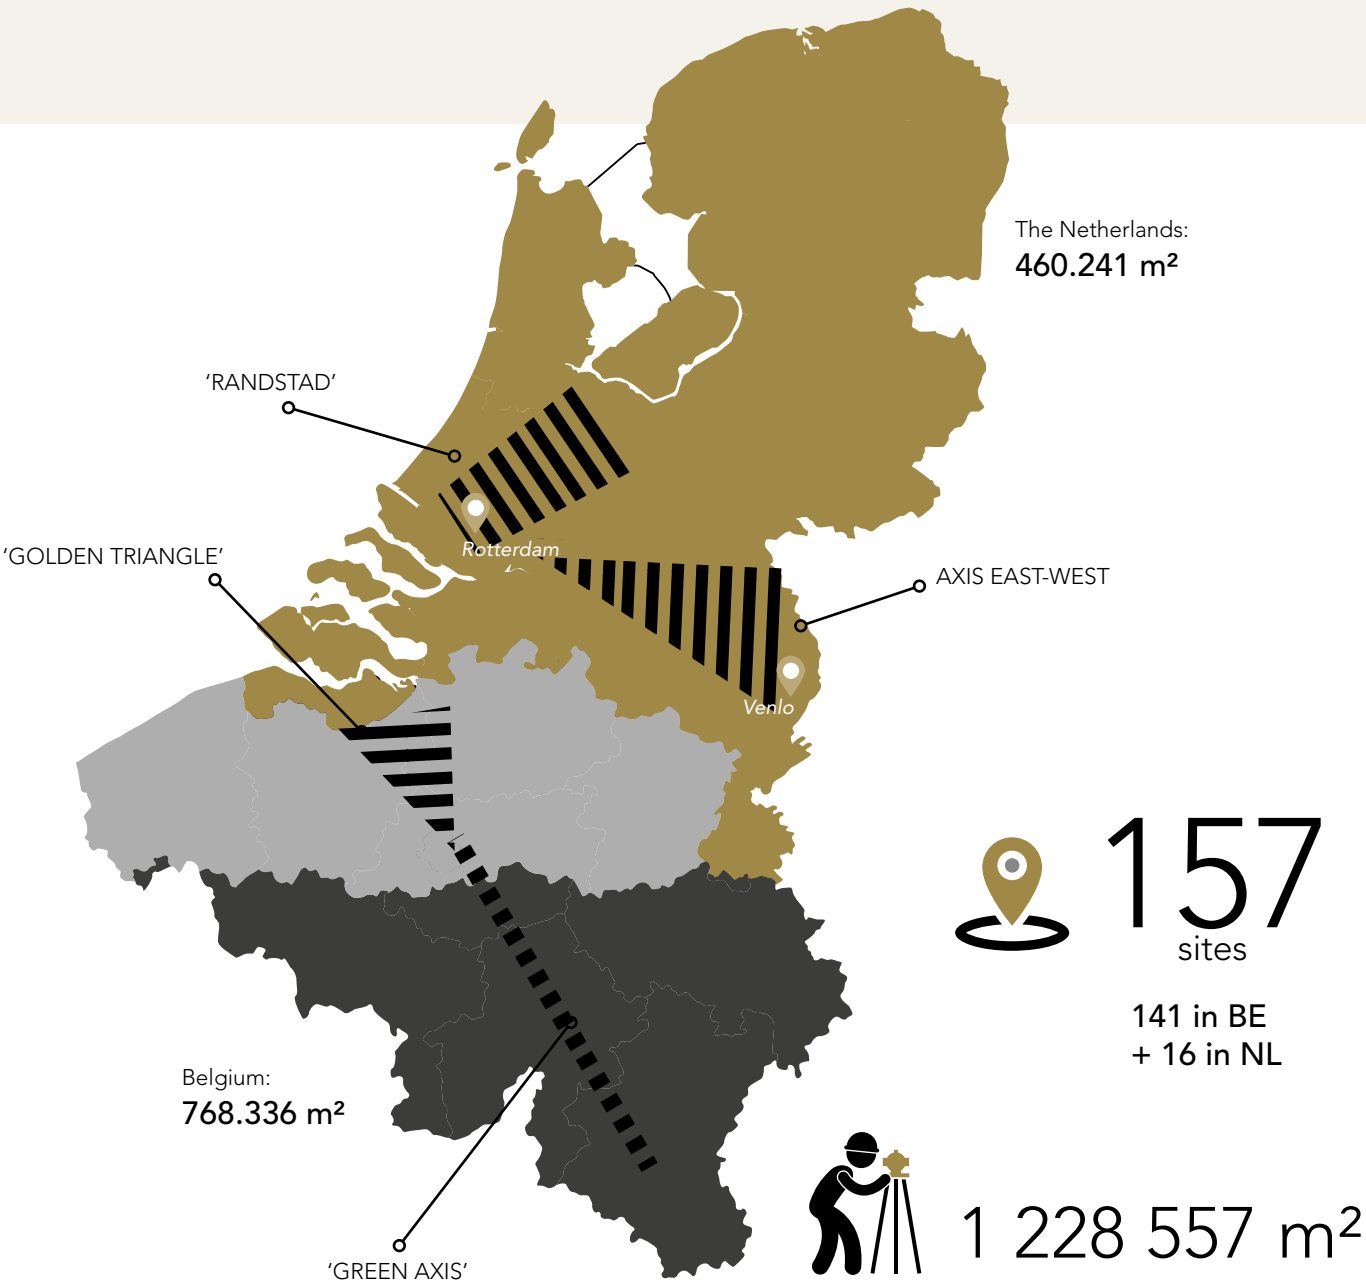 The Netherlands:
460.241 m²
‘RANDSTAD’
Rotterdam
‘GOLDEN TRIANGLE’
AXIS EAST-WEST
Venlo
157
sites
141 in BE
+ 16 in NL
Belgium:
768.336 m²
1 228 557 m²
‘GREEN AXIS’